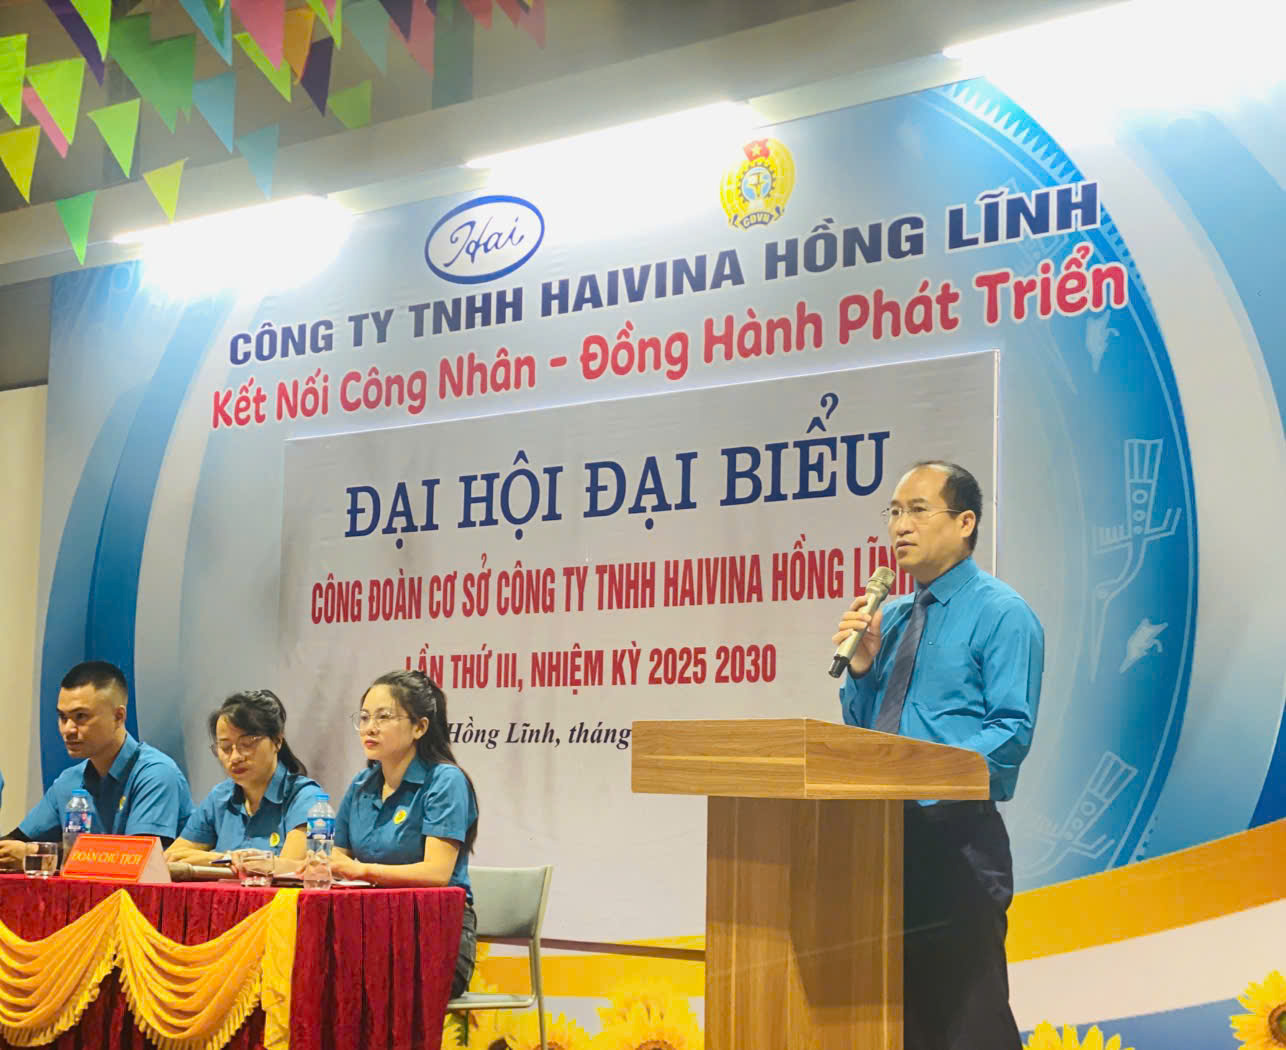 Hai
CĐVN
CÔNG TY TNHH HAIVINA HỒNG LĨNH
Kết Nối Công Nhân - Đồng Hành Phát Triển
ĐẠI HỘI ĐẠI BIỂU
CÔNG ĐOÀN CƠ SỞ CÔNG TY TNHH HAIVINA HỒNG LĨNH
LẦN THỨ III, NHIỆM KỲ 2025 2030
Hồng Lĩnh, tháng
ĐOÀN CHỦ TỊCH